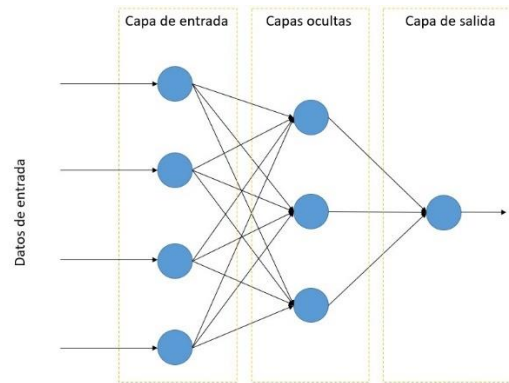 Capa de entrada
Capas ocultas
Capa de salida
Datos de entrada